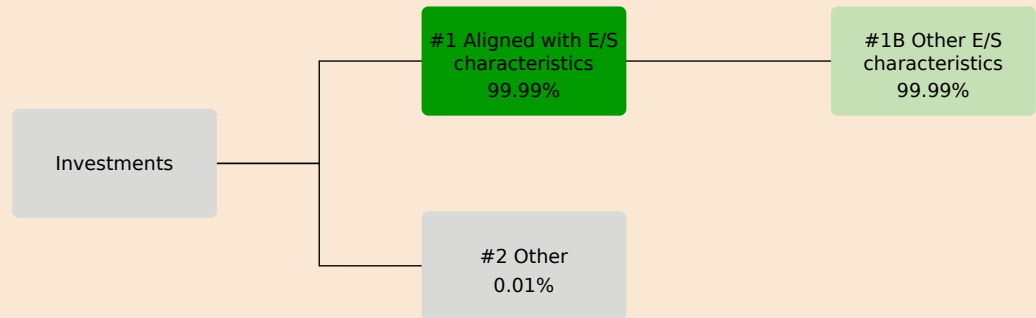 #1 Aligned with E/S
characteristics
99.99%
#1B Other E/S
characteristics
99.99%
Investments
#2 Other
0.01%